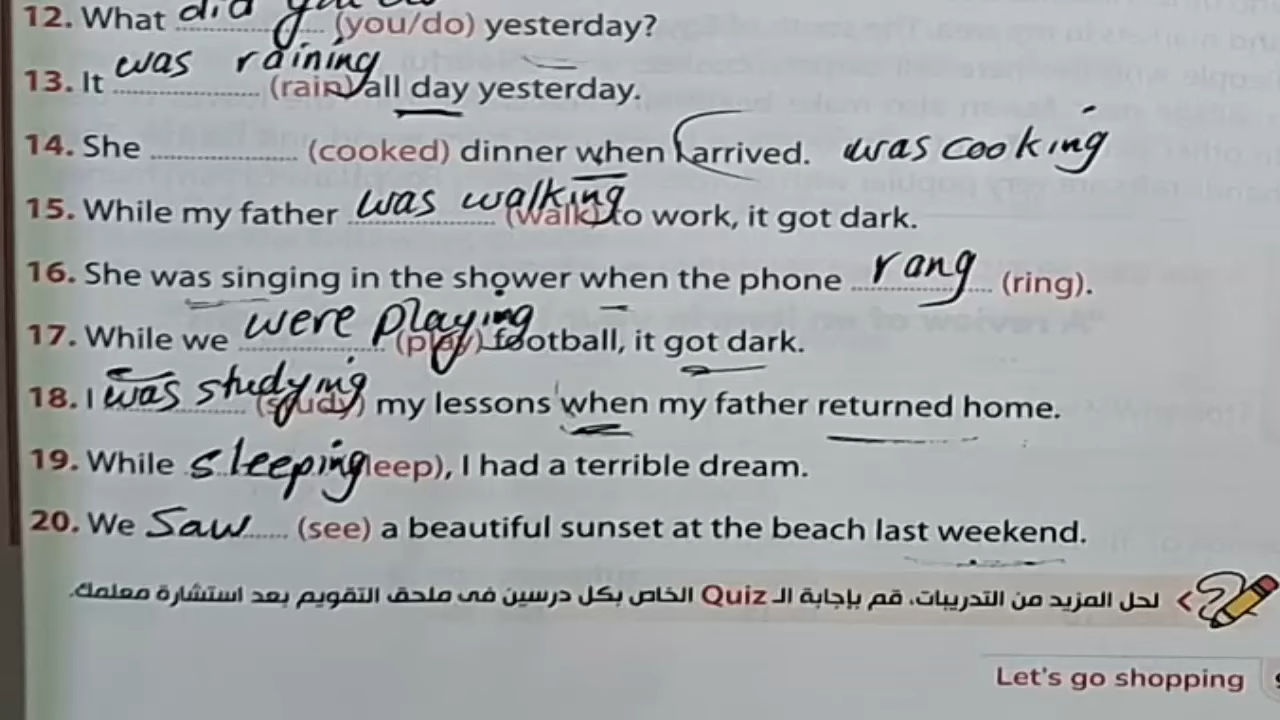 12. What did you do (you/do) yesterday?
13. It was raining (rain) all day yesterday.
14. She ............ (cooked) dinner when I arrived. was cooking
15. While my father was walking (walk) to work, it got dark.
16. She was singing in the shower when the phone rang (ring).
17. While we were playing (play) football, it got dark.
18. I was studying (study) my lessons when my father returned home.
19. While sleeping leep), I had a terrible dream.
20. We saw (see) a beautiful sunset at the beach last weekend.
لحل المزيد من التدريبات، قم بإجابة الـ Quiz الخاص بكل درسين فى ملحق التقويم بعد استشارة معلمك.
Let's go shopping